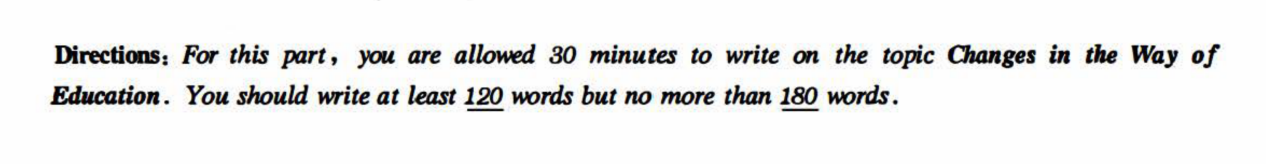 Directions: For this part, you are allowed 30 minutes to write on the topic Changes in the Way of
Education. You should write at least 120 words but no more than 180 words.